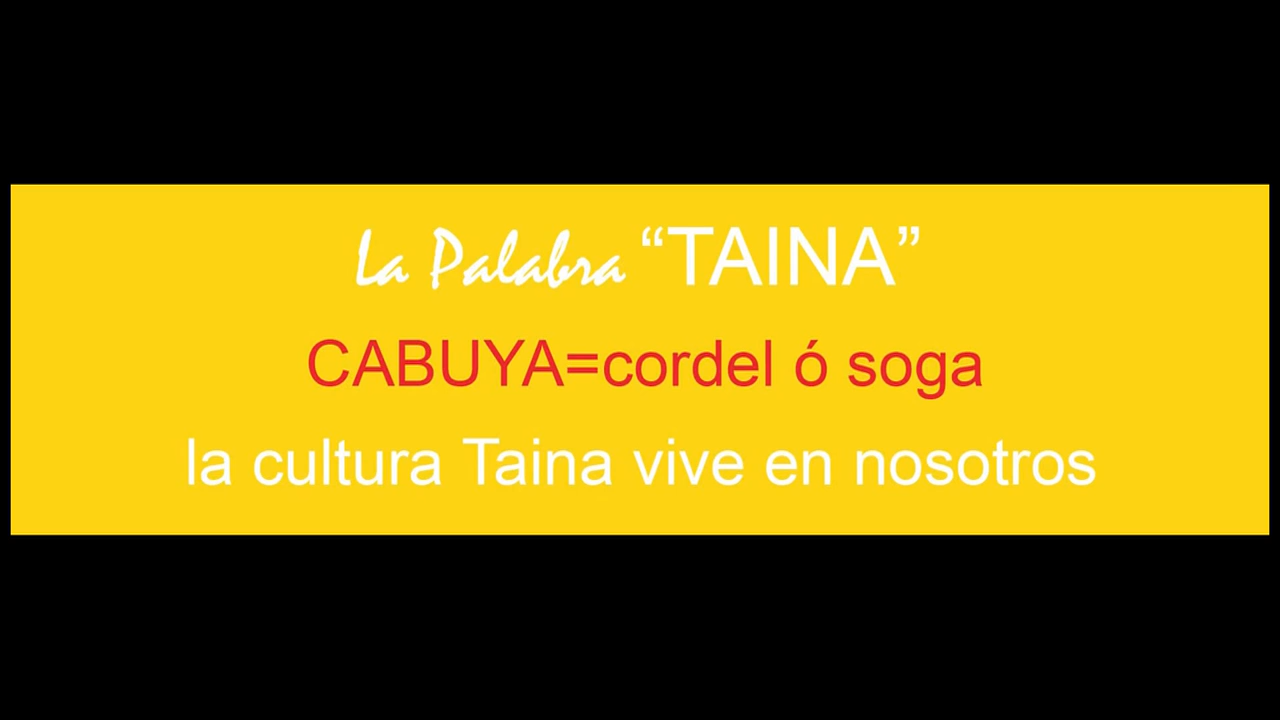 La Palabra “TAINA”
CABUYA=cordel ó soga
la cultura Taina vive en nosotros